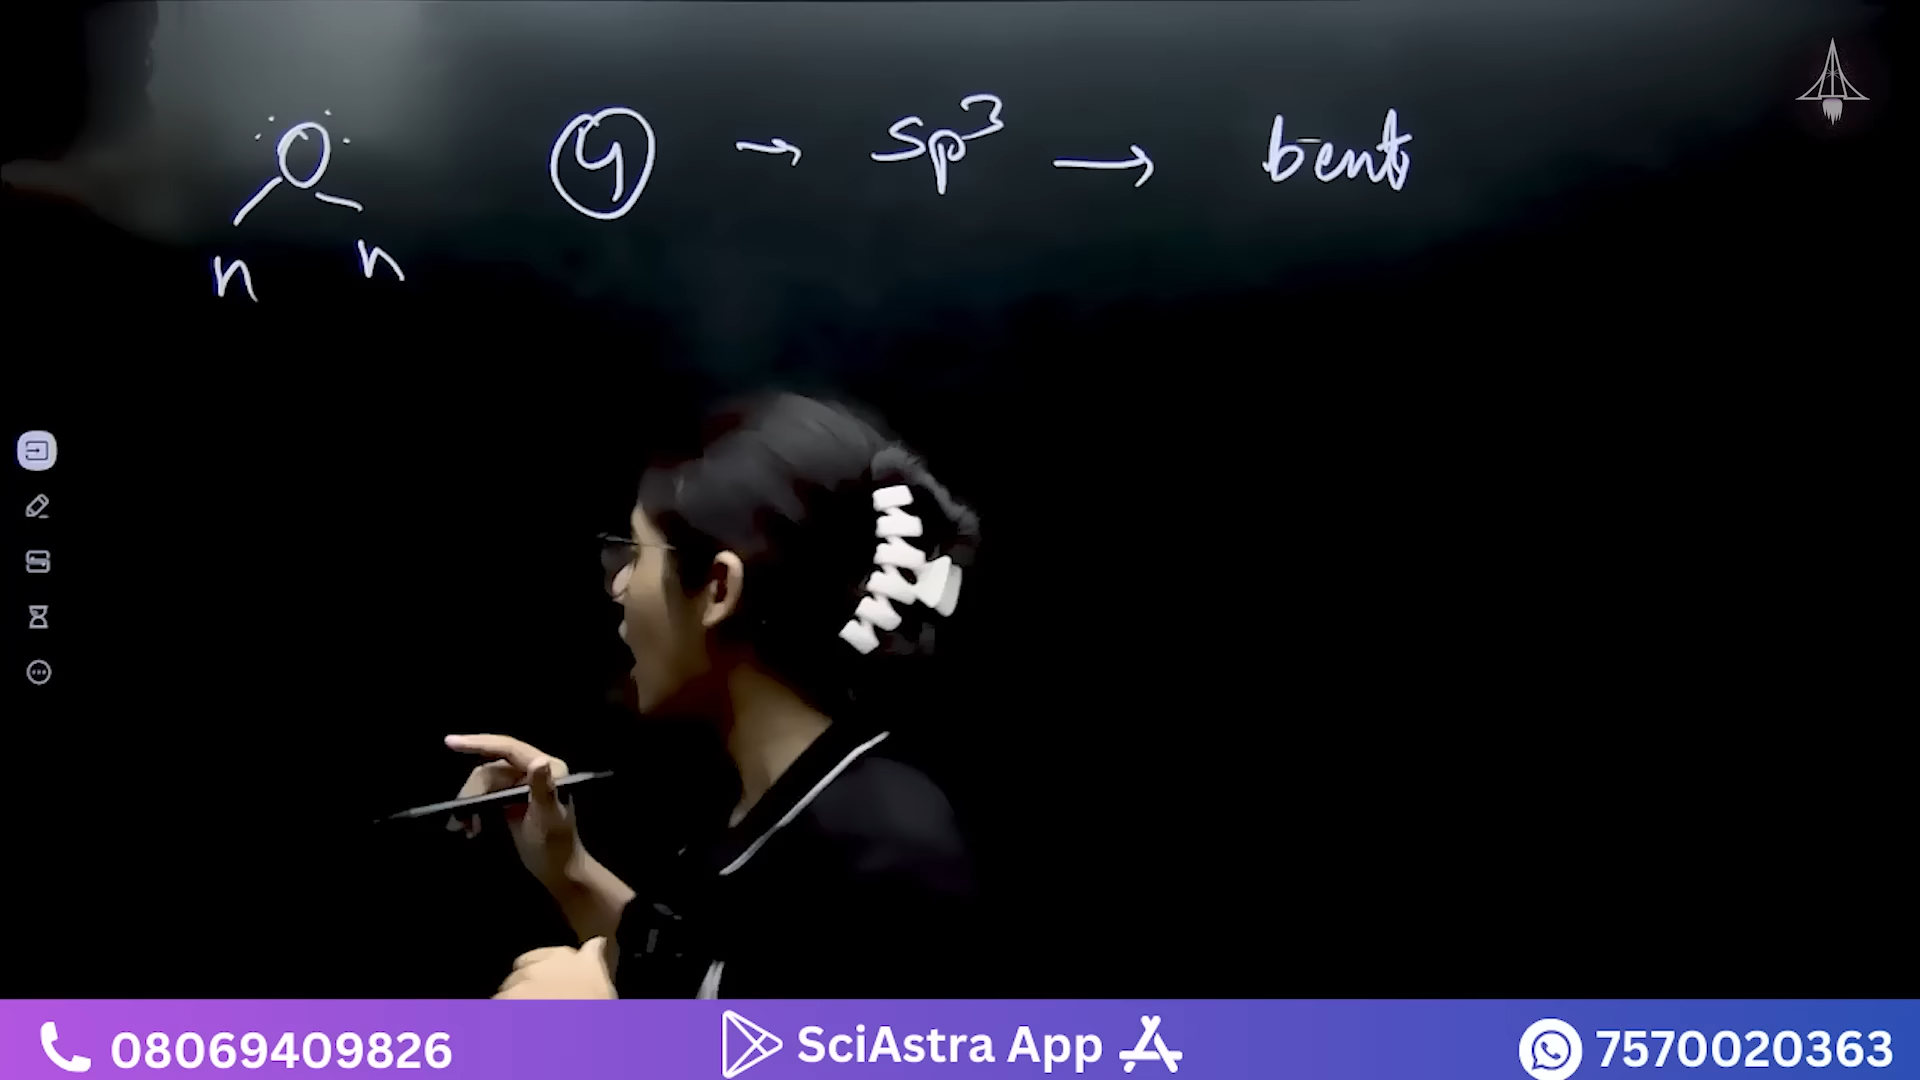 O 4 → sp³ → bent
n n
08069409826 SciAstra App 7570020363